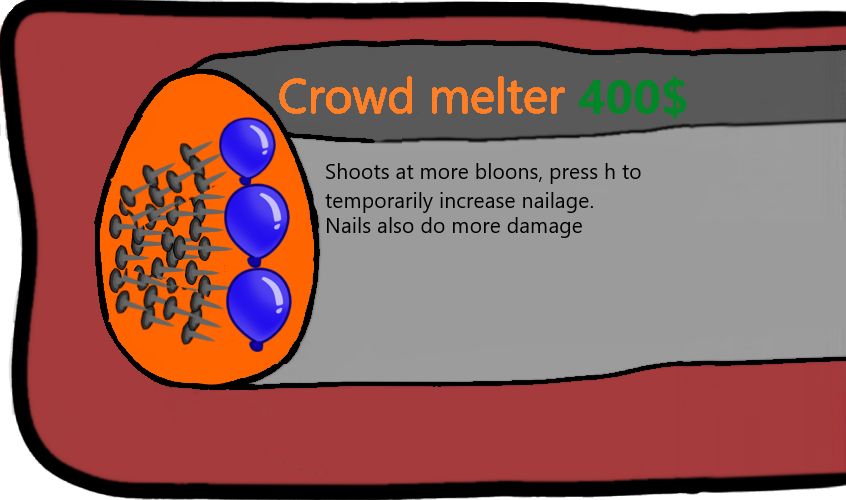 Crowd melter 400$
Shoots at more bloons, press h to
temporarily increase nailage.
Nails also do more damage